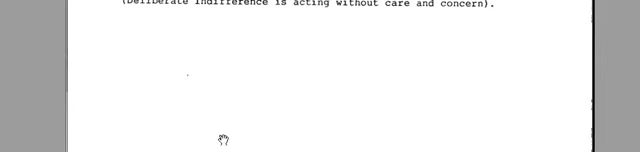 (Deliberate Indifference is acting without care and concern).